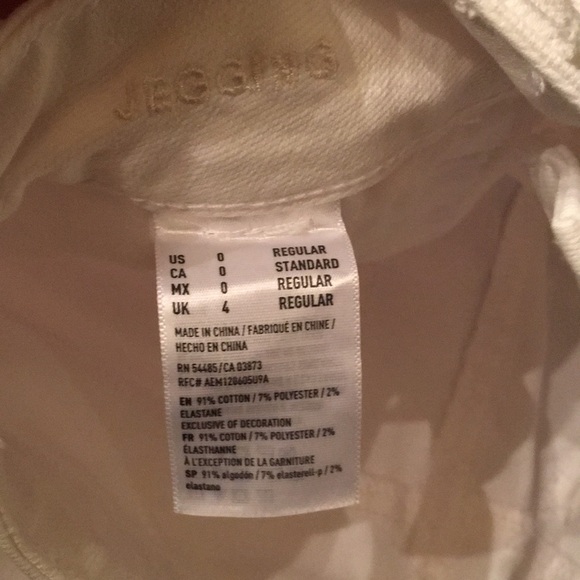 JEGGING
US 0 REGULAR
CA 0 STANDARD
MX 0 REGULAR
UK 4 REGULAR
MADE IN CHINA / FABRIQUÉ EN CHINE /
HECHO EN CHINA
RN 54485/CA 03873
RFC# AEM120605U9A
EN 91% COTTON / 7% POLYESTER / 2%
ELASTANE
EXCLUSIVE OF DECORATION
FR 91% COTON / 7% POLYESTER / 2%
ÉLASTHANNE
À L'EXCEPTION DE LA GARNITURE
SP 91% algodón / 7% elasterell-p / 2%
elastano